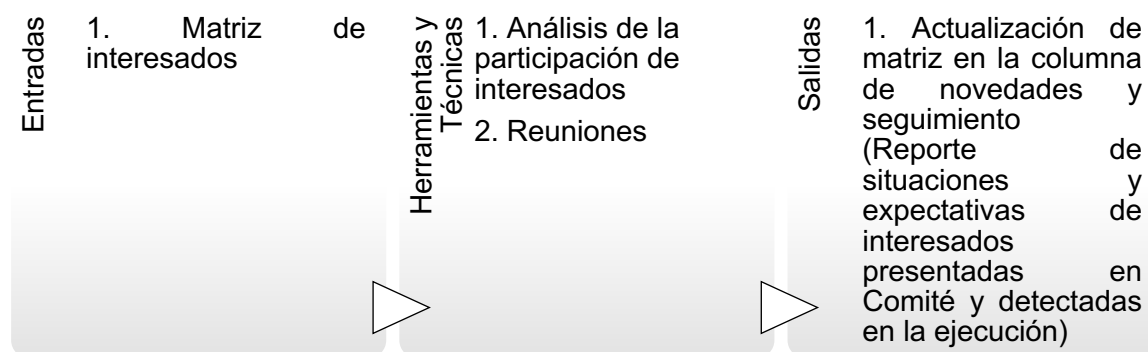 Entradas
1. Matriz de
interesados
Herramientas y
Técnicas
1. Análisis de la
participación de
interesados
2. Reuniones
Salidas
1. Actualización de
matriz en la columna
de novedades y
seguimiento
(Reporte de
situaciones y
expectativas de
interesados
presentadas en
Comité y detectadas
en la ejecución)